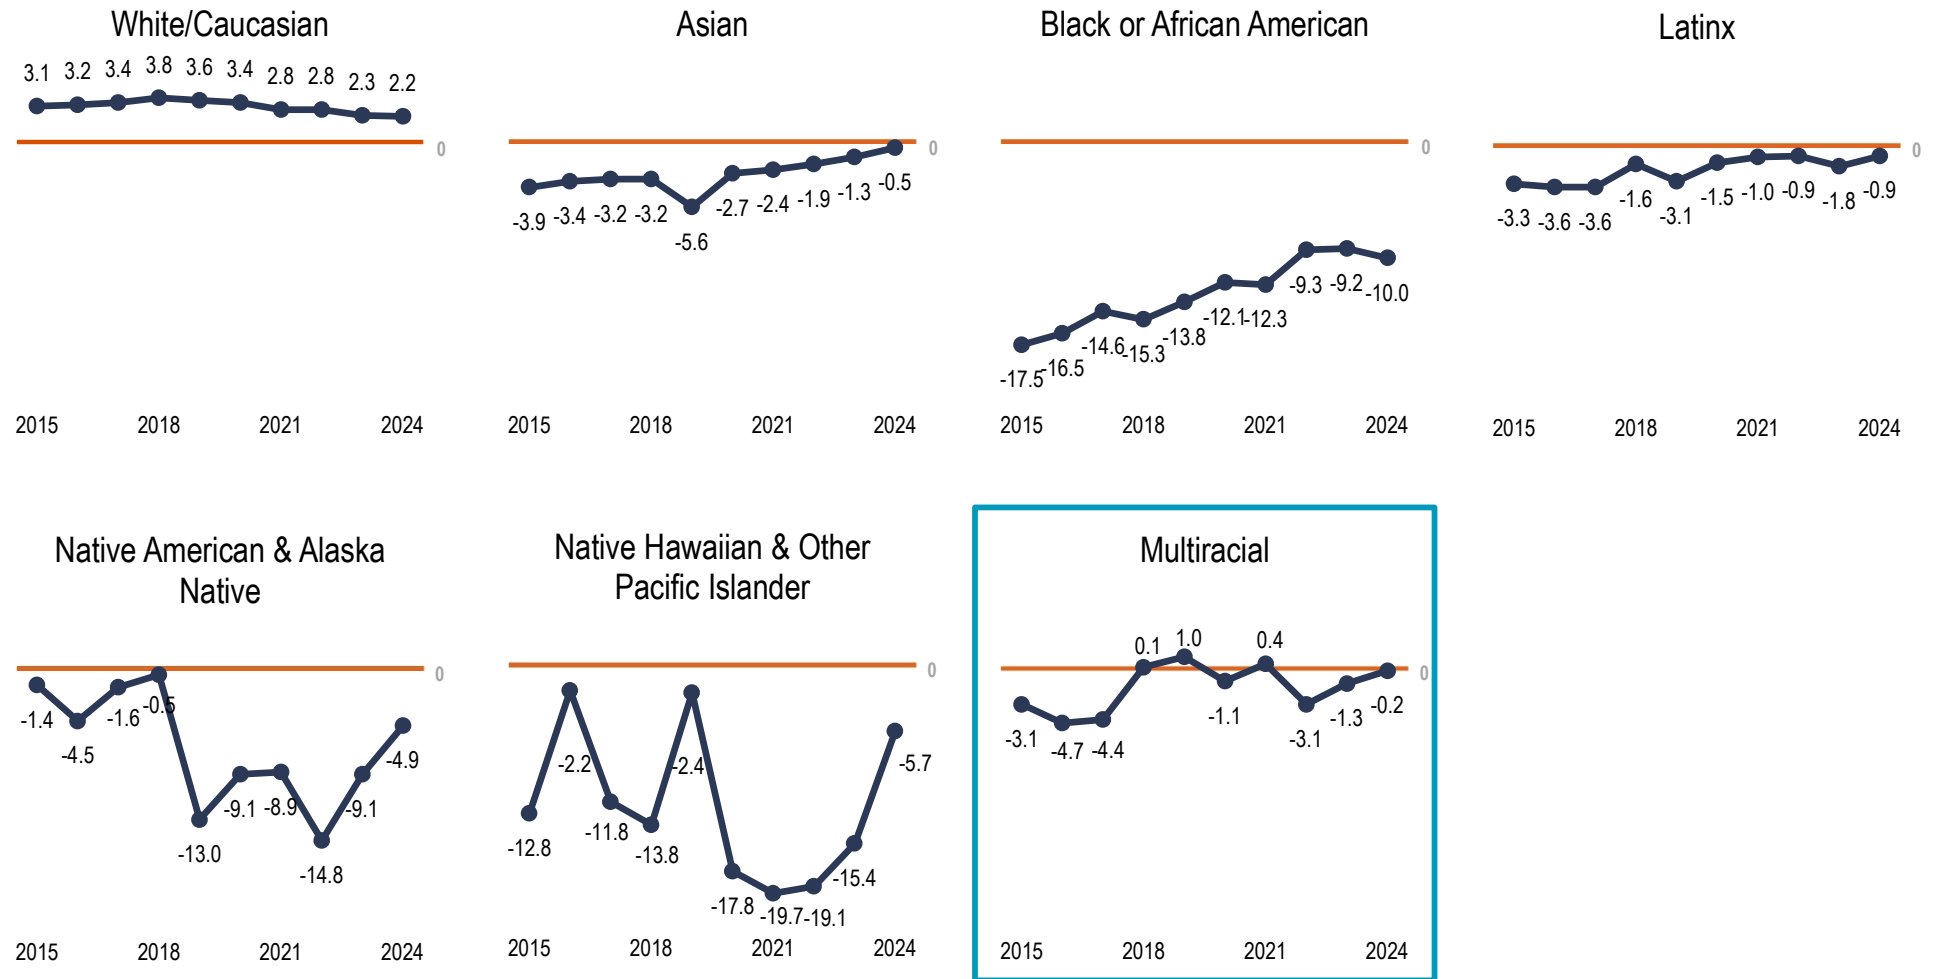 White/Caucasian
3.1 3.2 3.4 3.8 3.6 3.4 2.8 2.8 2.3 2.2
0
2015 2018 2021 2024
Asian
0
-3.9 -3.4 -3.2 -3.2 -5.6 -2.7 -2.4 -1.9 -1.3 -0.5
2015 2018 2021 2024
Black or African American
0
-17.5 -16.5 -14.6 -15.3 -13.8 -12.1 -12.3 -9.3 -9.2 -10.0
2015 2018 2021 2024
Latinx
0
-3.3 -3.6 -3.6 -1.6 -3.1 -1.5 -1.0 -0.9 -1.8 -0.9
2015 2018 2021 2024
Native American & Alaska
Native
0
-1.4 -4.5 -1.6 -0.5 -13.0 -9.1 -8.9 -14.8 -9.1 -4.9
2015 2018 2021 2024
Native Hawaiian & Other
Pacific Islander
0
-12.8 -2.2 -11.8 -13.8 -2.4 -17.8 -19.7 -19.1 -15.4 -5.7
2015 2018 2021 2024
Multiracial
0
-3.1 -4.7 -4.4 0.1 1.0 -1.1 0.4 -3.1 -1.3 -0.2
2015 2018 2021 2024